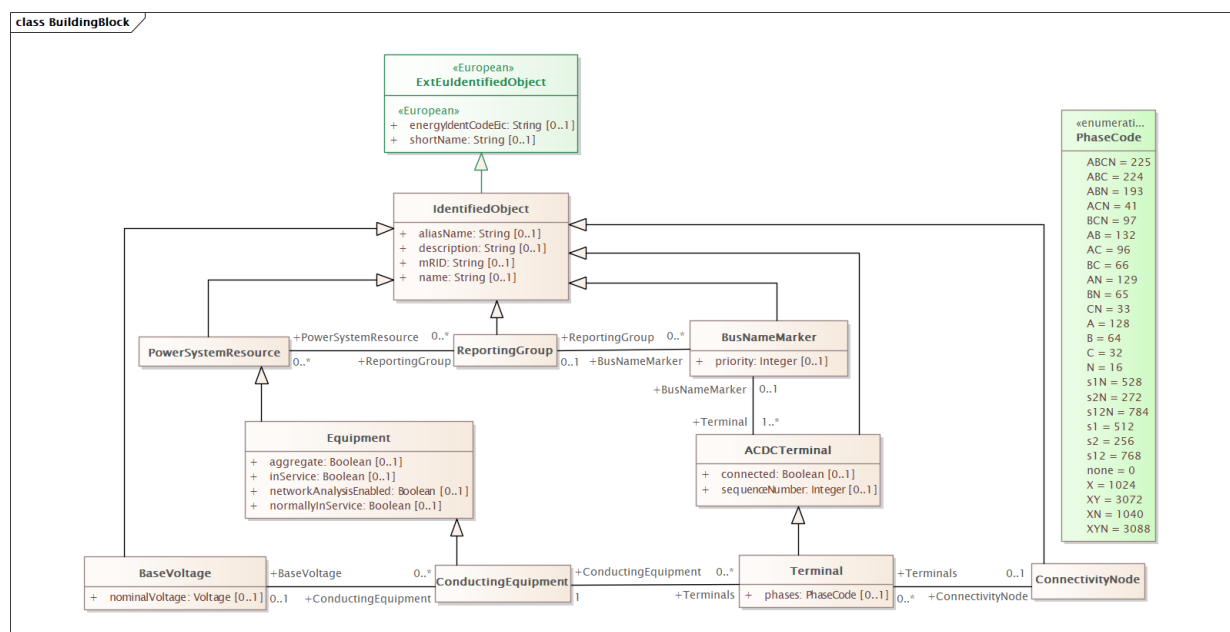 class BuildingBlock
«European»
ExtEuIdentifiedObject
«European»
+ energyIdentCodeEic: String [0..1]
+ shortName: String [0..1]
IdentifiedObject
+ aliasName: String [0..1]
+ description: String [0..1]
+ mRID: String [0..1]
+ name: String [0..1]
«enumerati...
PhaseCode
ABCN = 225
ABC = 224
ABN = 193
ACN = 41
BCN = 97
AB = 132
AC = 96
BC = 66
AN = 129
BN = 65
CN = 33
A = 128
B = 64
C = 32
N = 16
s1N = 528
s2N = 272
s12N = 784
s1 = 512
s2 = 256
s12 = 768
none = 0
X = 1024
XY = 3072
XN = 1040
XYN = 3088
PowerSystemResource
+PowerSystemResource 0..*
0..* +ReportingGroup
ReportingGroup
+ReportingGroup 0..*
0..1 +BusNameMarker
BusNameMarker
+ priority: Integer [0..1]
+BusNameMarker 0..1
+Terminal 1..*
Equipment
+ aggregate: Boolean [0..1]
+ inService: Boolean [0..1]
+ networkAnalysisEnabled: Boolean [0..1]
+ normallyInService: Boolean [0..1]
ACDCTerminal
+ connected: Boolean [0..1]
+ sequenceNumber: Integer [0..1]
BaseVoltage
+ nominalVoltage: Voltage [0..1]
+BaseVoltage 0..*
0..1 +ConductingEquipment
ConductingEquipment
+ConductingEquipment 0..*
1 +Terminals
Terminal
+ phases: PhaseCode [0..1]
+Terminals 0..1
0..* +ConnectivityNode
ConnectivityNode